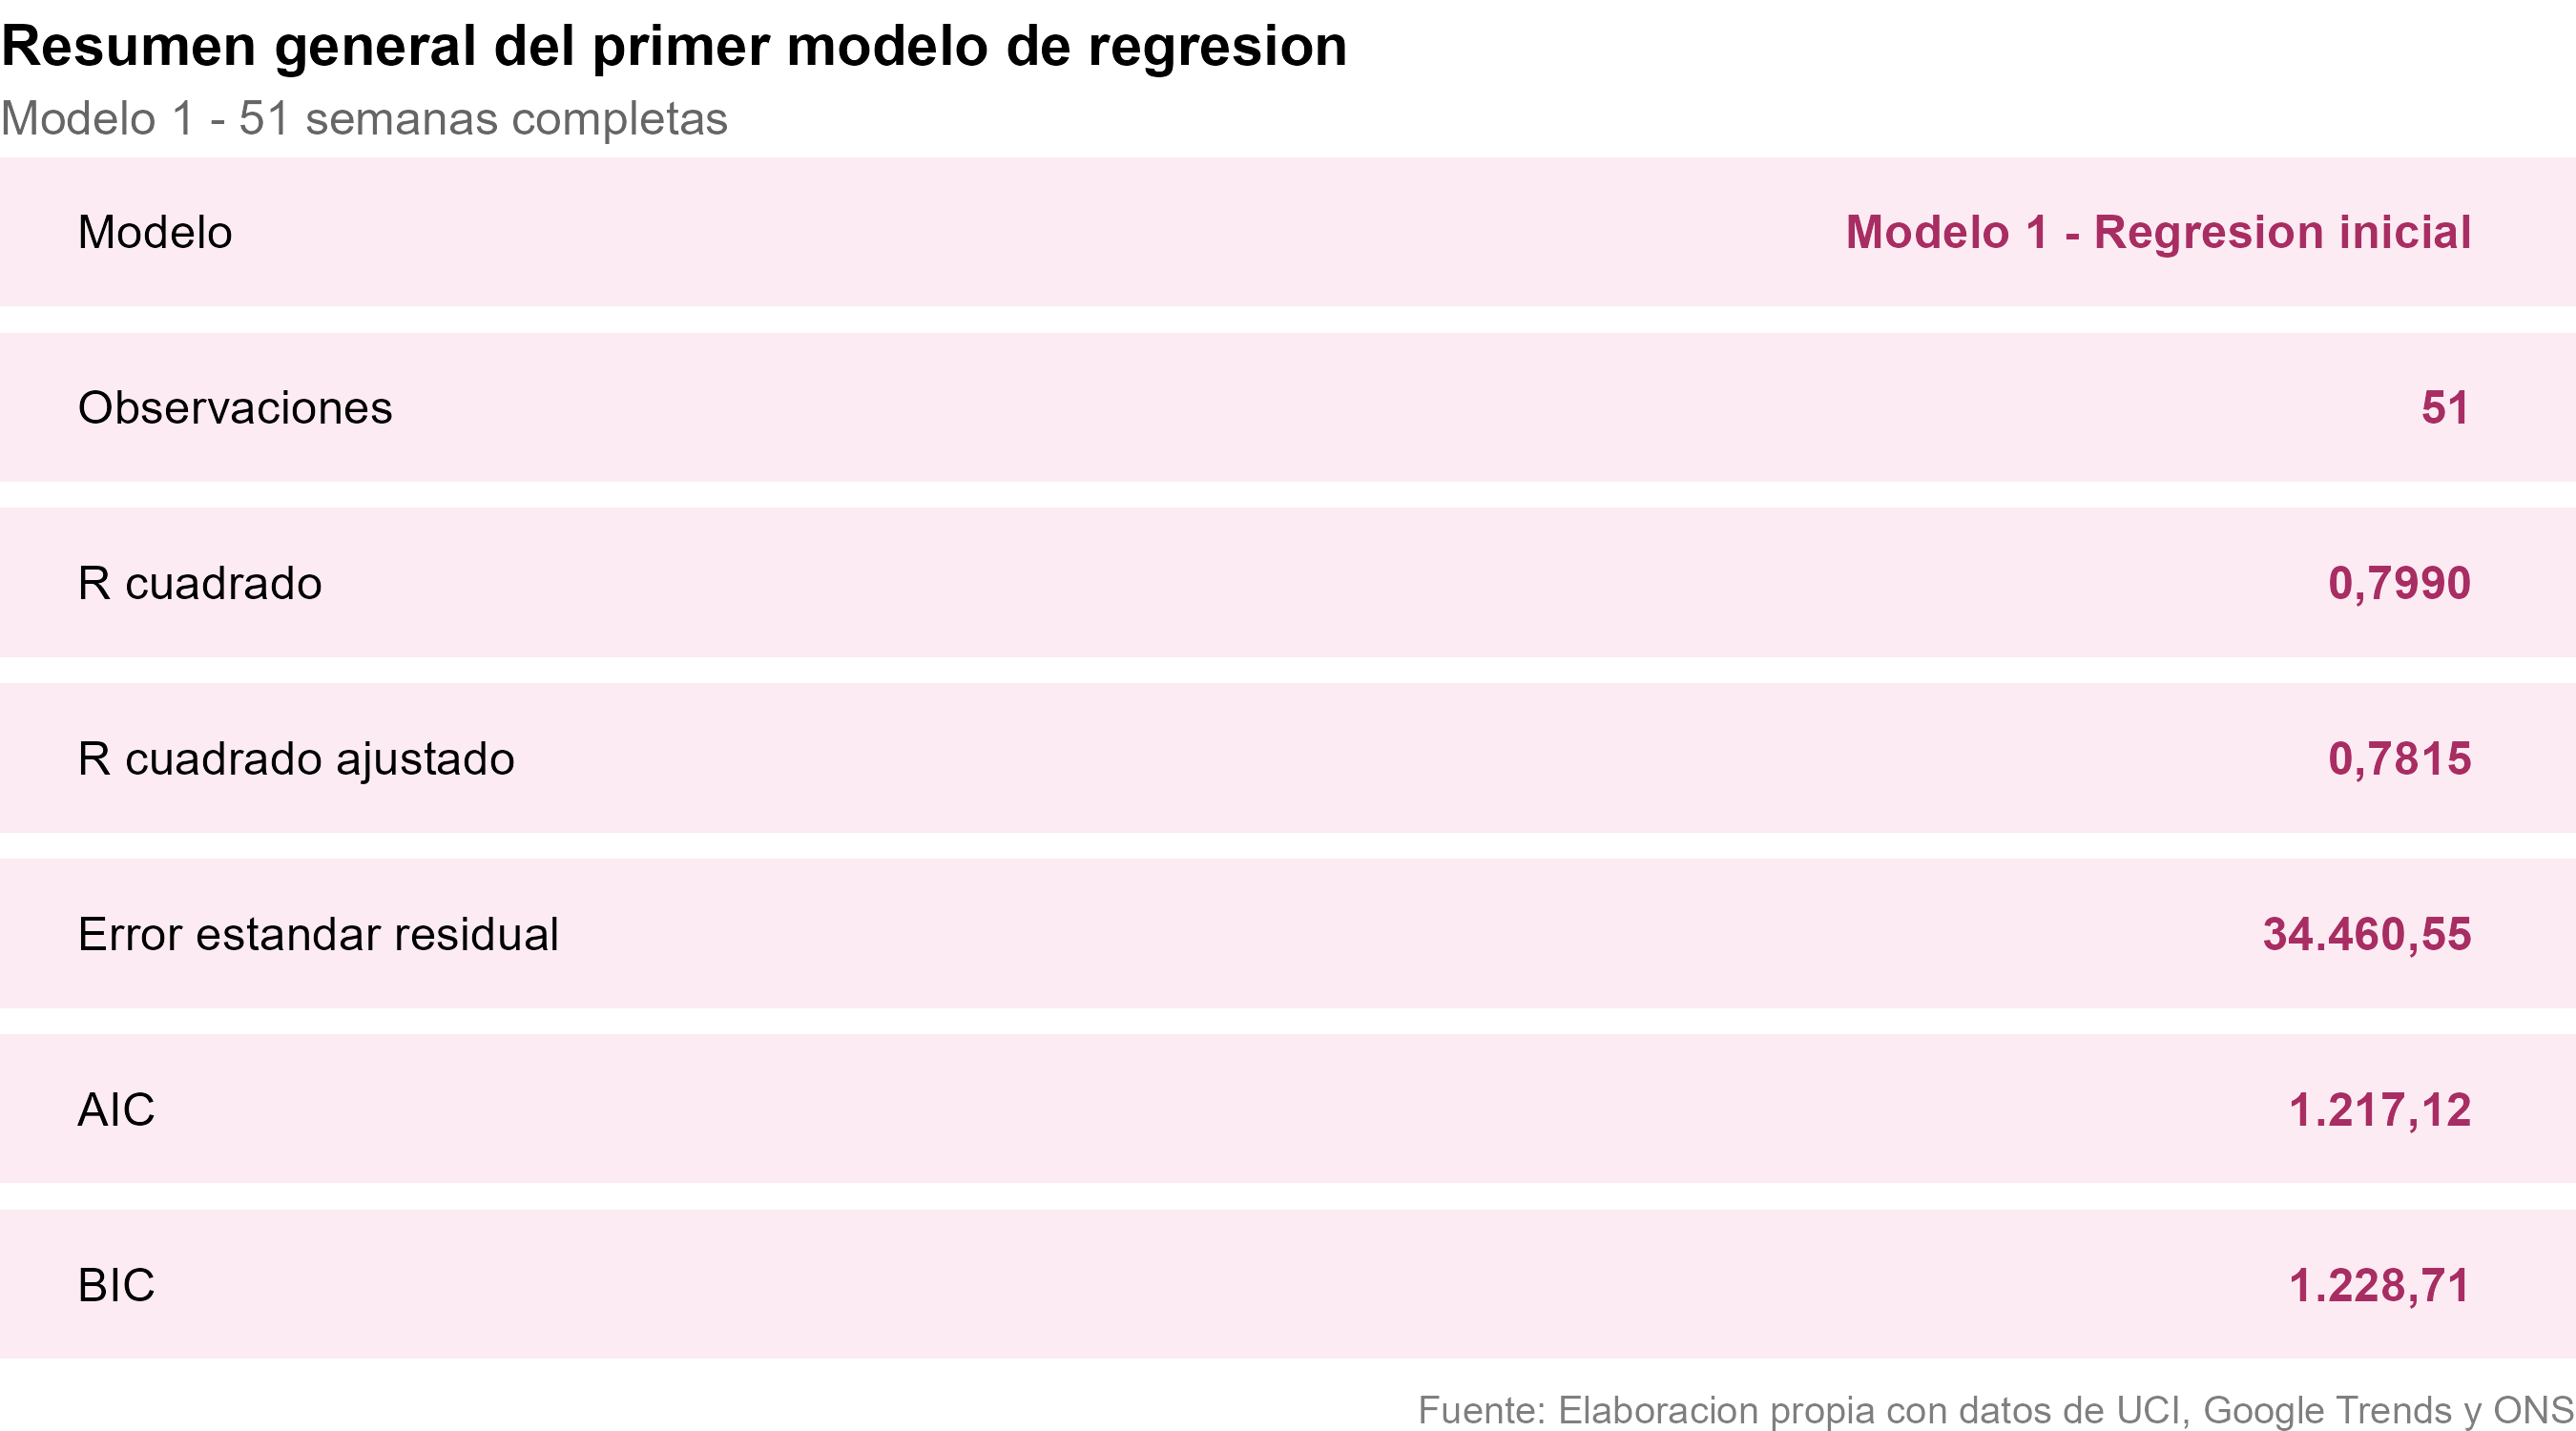 Resumen general del primer modelo de regresion
Modelo 1 - 51 semanas completas
Modelo Modelo 1 - Regresion inicial
Observaciones 51
R cuadrado 0,7990
R cuadrado ajustado 0,7815
Error estandar residual 34.460,55
AIC 1.217,12
BIC 1.228,71
Fuente: Elaboracion propia con datos de UCI, Google Trends y ONS